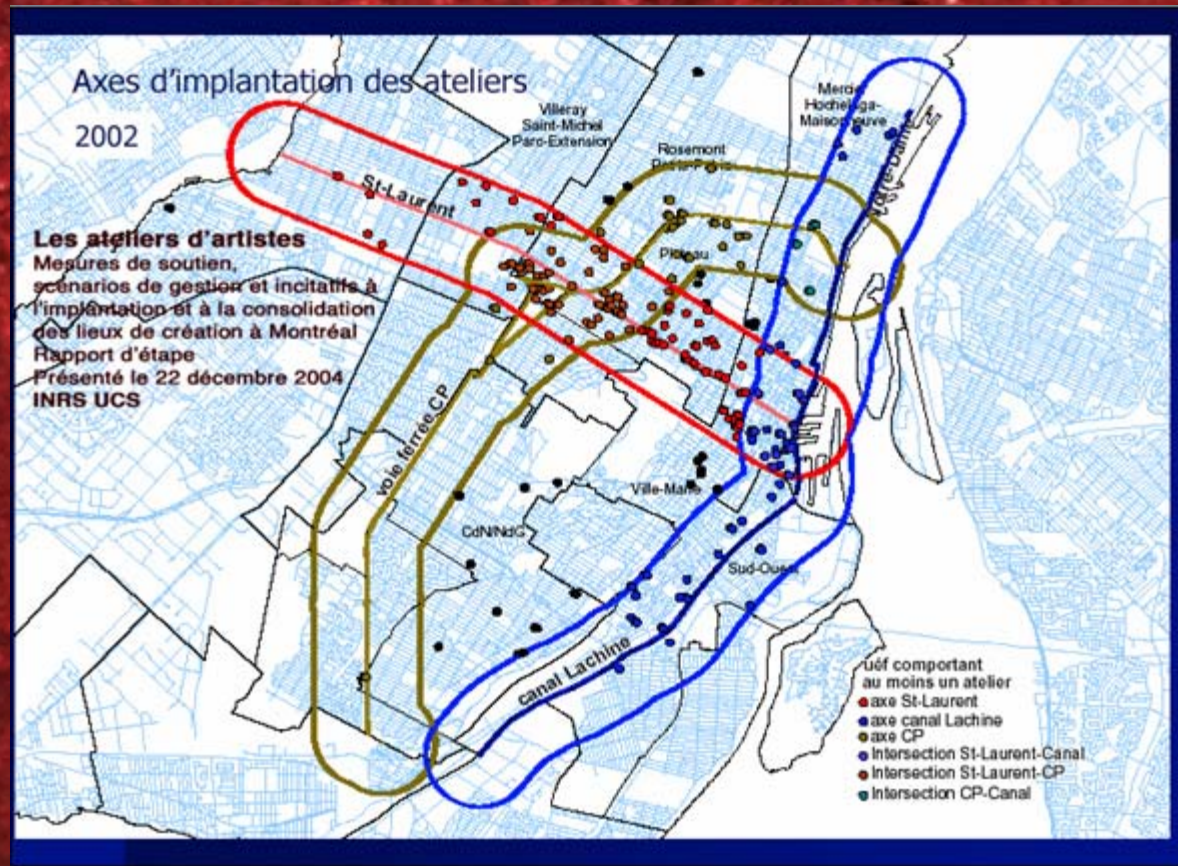 Axes d'implantation des ateliers
2002
Villeray
Saint-Michel
Parc-Extension
Mercier
Hochelaga-
Maisonneuve
Rosemont
St-Laurent
Notre-Dame
Les ateliers d'artistes
Mesures de soutien,
scénarios de gestion et incitatifs à
l'implantation et à la consolidation
des lieux de création à Montréal
Rapport d'étape
Présenté le 22 décembre 2004
INRS UCS
Plateau
voie ferrée CP
Ville-Marie
CdN/NdG
Sud-Ouest
canal Lachine
uéf comportant
au moins un atelier
axe St-Laurent
axe canal Lachine
axe CP
Intersection St-Laurent-Canal
Intersection St-Laurent-CP
Intersection CP-Canal